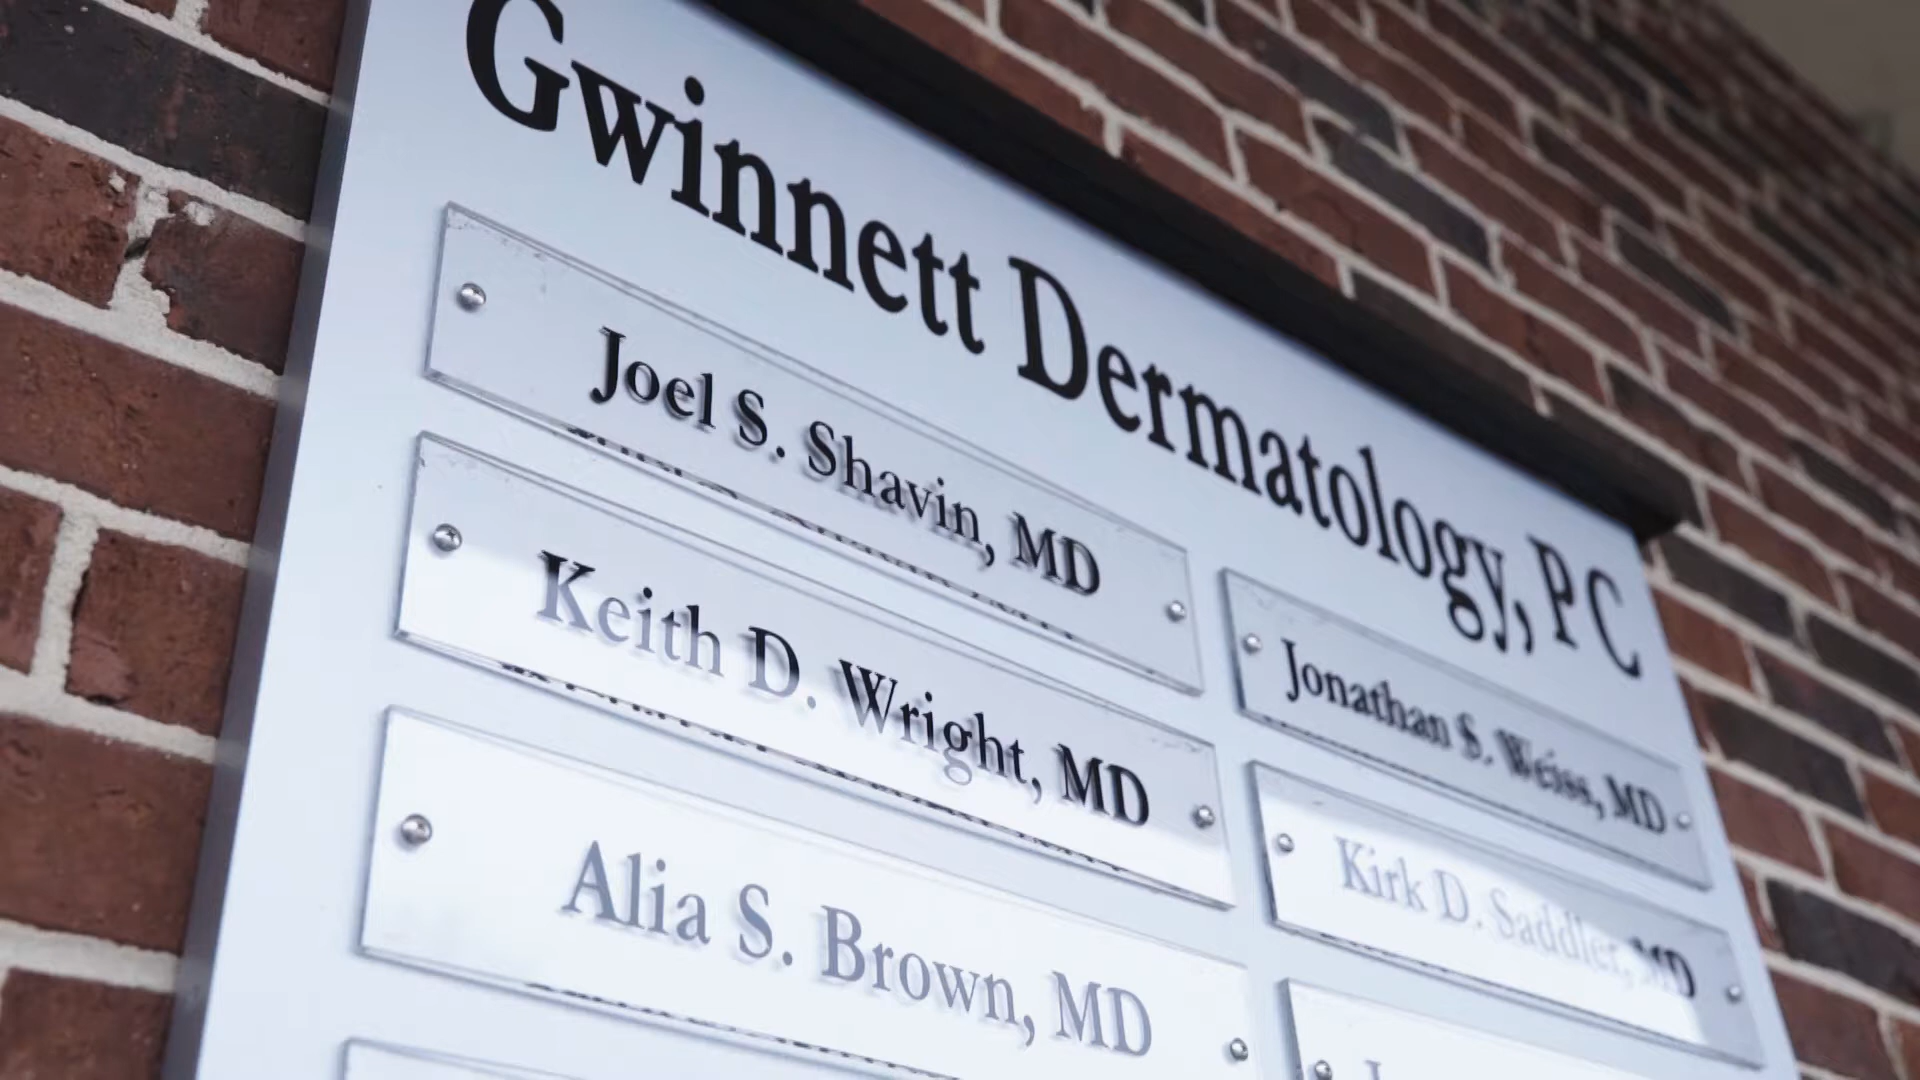 Gwinnett Dermatology, PC
Joel S. Shavin, MD
Jonathan S. Weiss, MD
Keith D. Wright, MD
Kirk D. Saddler, MD
Alia S. Brown, MD